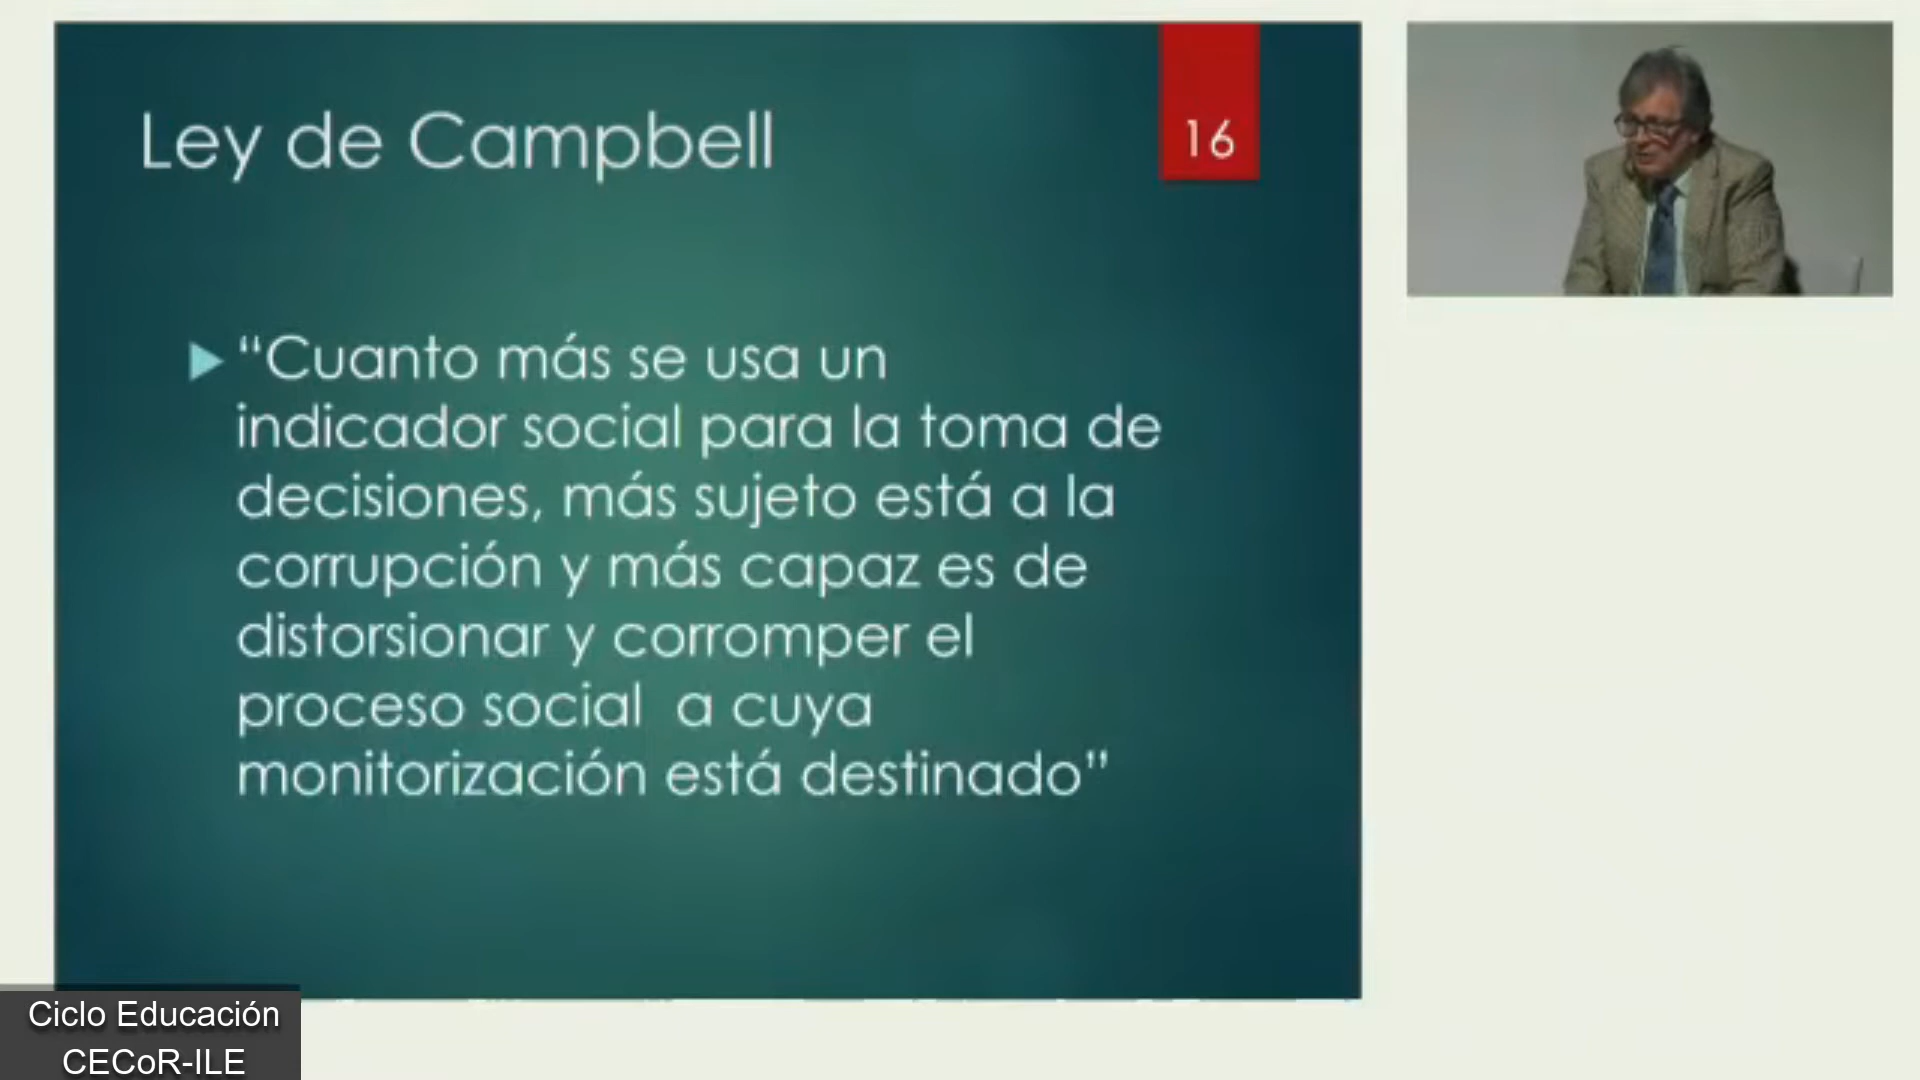 Ley de Campbell
16
“Cuanto más se usa un
indicador social para la toma de
decisiones, más sujeto está a la
corrupción y más capaz es de
distorsionar y corromper el
proceso social a cuya
monitorización está destinado”
Ciclo Educación
CECoR-ILE